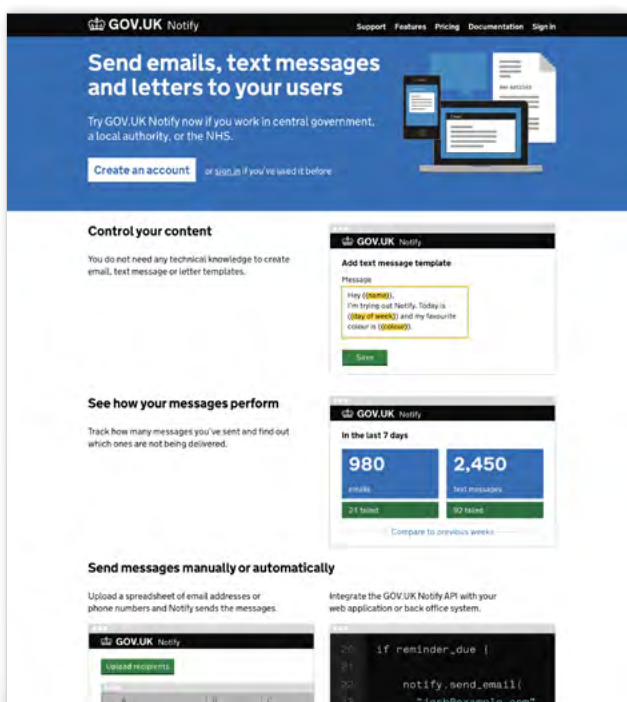 GOV.UK Notify
Support Features Pricing Documentation Sign in
Send emails, text messages
and letters to your users
Try GOV.UK Notify now if you work in central government,
a local authority, or the NHS.
Create an account or sign in if you've used it before
Control your content
You do not need any technical knowledge to create
email, text message or letter templates.
GOV.UK Notify
Add text message template
Message
Hey ((name)),
I'm trying out Notify. Today is
((day of week)) and my favourite
colour is ((colour)).
Save
See how your messages perform
Track how many messages you've sent and find out
which ones are not being delivered.
GOV.UK Notify
In the last 7 days
980
emails
21 failed
2,450
text messages
92 failed
Compare to previous weeks
Send messages manually or automatically
Upload a spreadsheet of email addresses or
phone numbers and Notify sends the messages.
GOV.UK Notify
Upload recipients
A B C
Integrate the GOV.UK Notify API with your
web application or back office system.
20 if reminder_due {
21
22 notify.send_email(